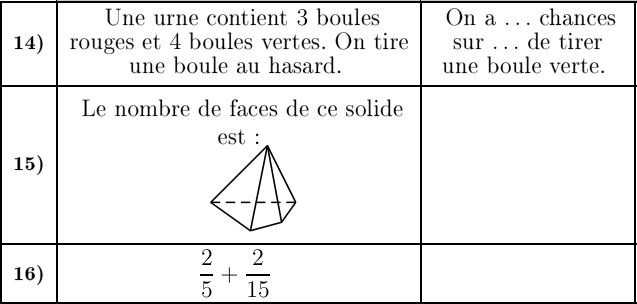 14)
Une urne contient 3 boules
rouges et 4 boules vertes. On tire
une boule au hasard.
On a ... chances
sur ... de tirer
une boule verte.
15)
Le nombre de faces de ce solide
est :
16)
2/5 + 2/15